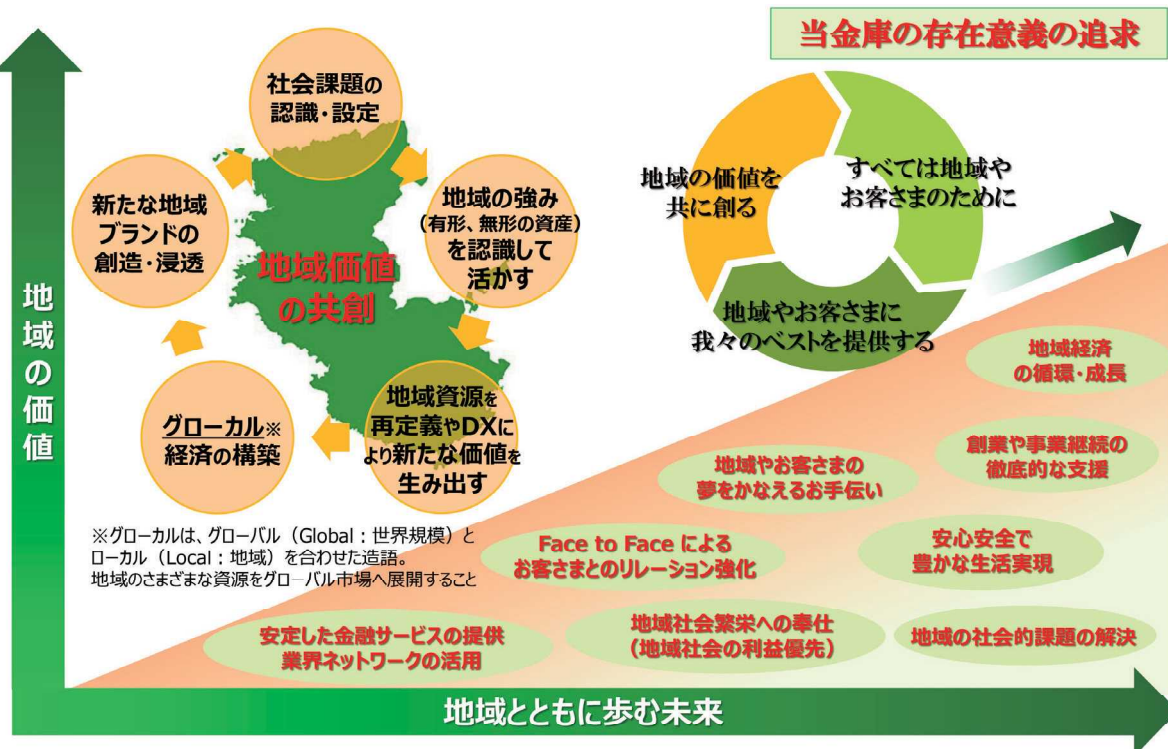 当金庫の存在意義の追求
社会課題の
認識・設定
地域の強み
（有形、無形の資産）
を認識して
活かす
地域資源を
再定義やDXに
より新たな価値を
生み出す
グローカル※
経済の構築
新たな地域
ブランドの
創造・浸透
地域価値
の共創
※グローカルは、グローバル（Global：世界規模）と
ローカル（Local：地域）を合わせた造語。
地域のさまざまな資源をグローバル市場へ展開すること
地域の価値を
共に創る
すべては地域や
お客さまのために
地域やお客さまに
我々のベストを提供する
地域経済
の循環・成長
地域やお客さまの
夢をかなえるお手伝い
創業や事業継続の
徹底的な支援
Face to Face による
お客さまとのリレーション強化
安心安全で
豊かな生活実現
安定した金融サービスの提供
業界ネットワークの活用
地域社会繁栄への奉仕
（地域社会の利益優先）
地域の社会的課題の解決
地域の価値
地域とともに歩む未来